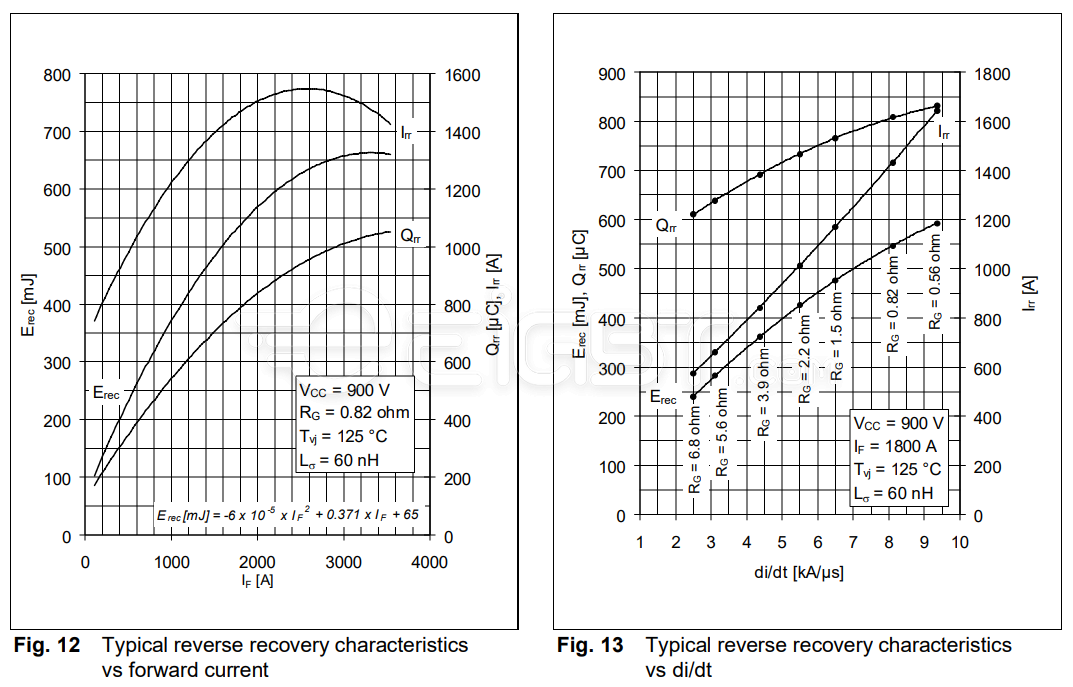 800
700
600
500
400
300
200
100
0
E_rec [mJ]
1600
1400
1200
1000
800
600
400
200
0
Q_rr [µC], I_rr [A]
I_rr
Q_rr
E_rec
V_CC = 900 V
R_G = 0.82 ohm
T_vj = 125 °C
L_σ = 60 nH
E_rec [mJ] = -6 x 10^-5 x I_F^2 + 0.371 x I_F + 65
0 1000 2000 3000 4000
I_F [A]
Fig. 12 Typical reverse recovery characteristics
vs forward current
900
800
700
600
500
400
300
200
100
0
E_rec [mJ], Q_rr [µC]
1800
1600
1400
1200
1000
800
600
400
200
0
I_rr [A]
I_rr
Q_rr
E_rec
R_G = 6.8 ohm
R_G = 5.6 ohm
R_G = 3.9 ohm
R_G = 2.2 ohm
R_G = 1.5 ohm
R_G = 0.82 ohm
R_G = 0.56 ohm
V_CC = 900 V
I_F = 1800 A
T_vj = 125 °C
L_σ = 60 nH
1 2 3 4 5 6 7 8 9 10
di/dt [kA/µs]
Fig. 13 Typical reverse recovery characteristics
vs di/dt